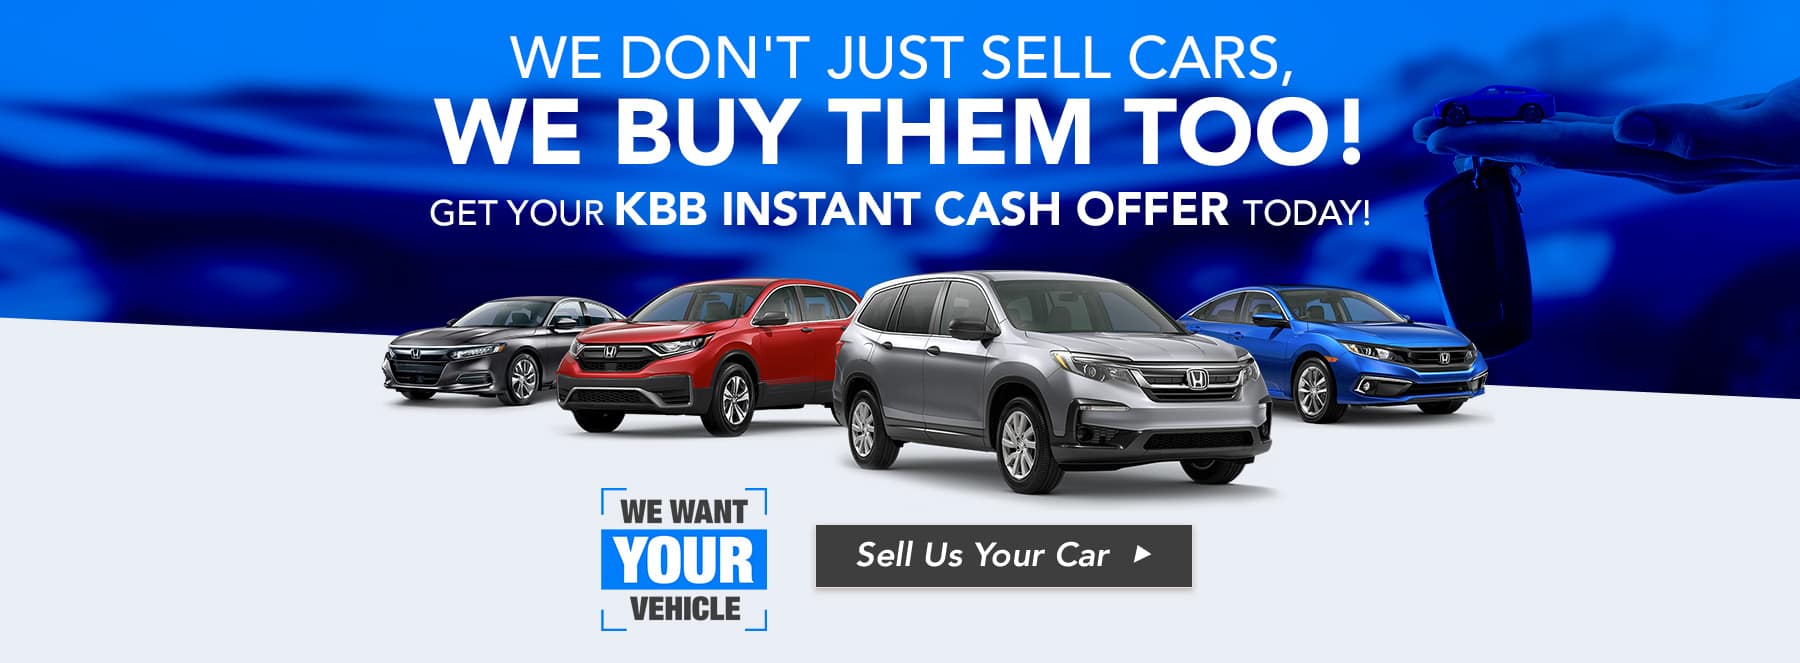 WE DON'T JUST SELL CARS,
WE BUY THEM TOO!
GET YOUR KBB INSTANT CASH OFFER TODAY!
WE WANT
YOUR
VEHICLE
Sell Us Your Car